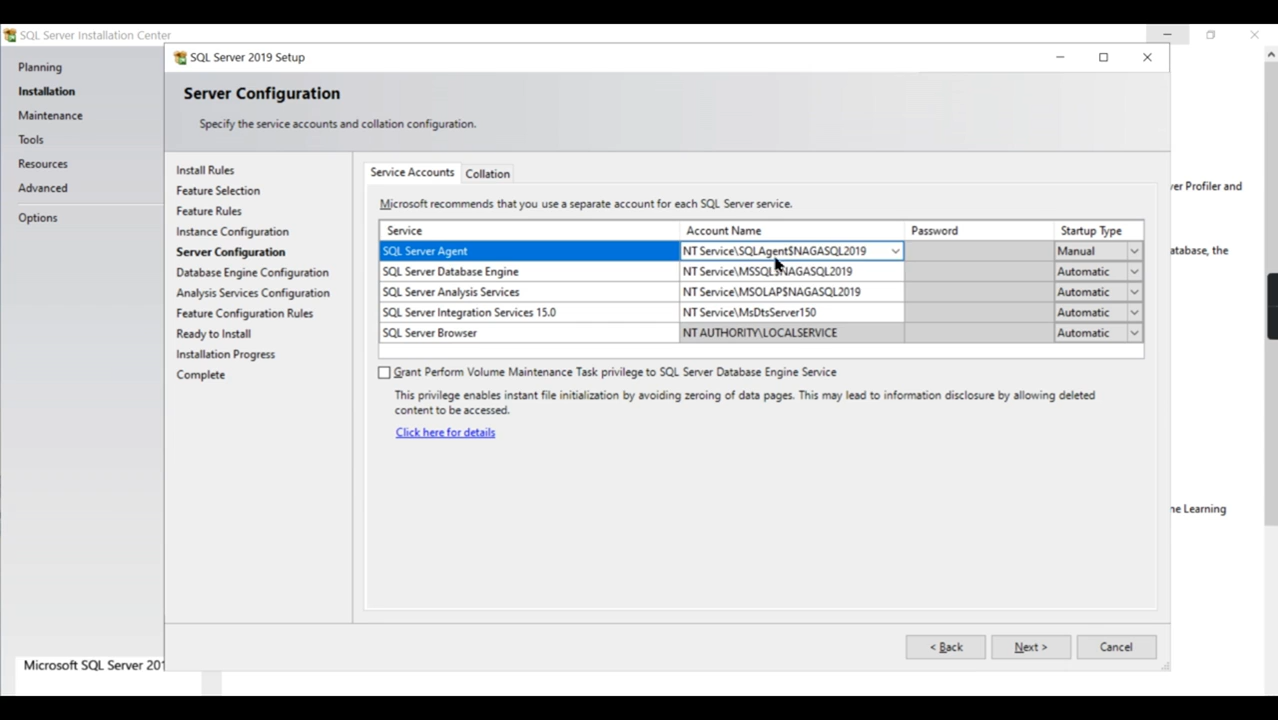 SQL Server Installation Center
Planning
Installation
Maintenance
Tools
Resources
Advanced
Options
Microsoft SQL Server 201
SQL Server 2019 Setup
Server Configuration
Specify the service accounts and collation configuration.
Install Rules
Feature Selection
Feature Rules
Instance Configuration
Server Configuration
Database Engine Configuration
Analysis Services Configuration
Feature Configuration Rules
Ready to Install
Installation Progress
Complete
Service Accounts Collation
Microsoft recommends that you use a separate account for each SQL Server service.
Service Account Name Password Startup Type
SQL Server Agent NT Service\SQLAgent$NAGASQL2019 Manual
SQL Server Database Engine NT Service\MSSQL$NAGASQL2019 Automatic
SQL Server Analysis Services NT Service\MSOLAP$NAGASQL2019 Automatic
SQL Server Integration Services 15.0 NT Service\MsDtsServer150 Automatic
SQL Server Browser NT AUTHORITY\LOCALSERVICE Automatic
Grant Perform Volume Maintenance Task privilege to SQL Server Database Engine Service
This privilege enables instant file initialization by avoiding zeroing of data pages. This may lead to information disclosure by allowing deleted
content to be accessed.
Click here for details
< Back Next > Cancel
ver Profiler and
atabase, the
ne Learning